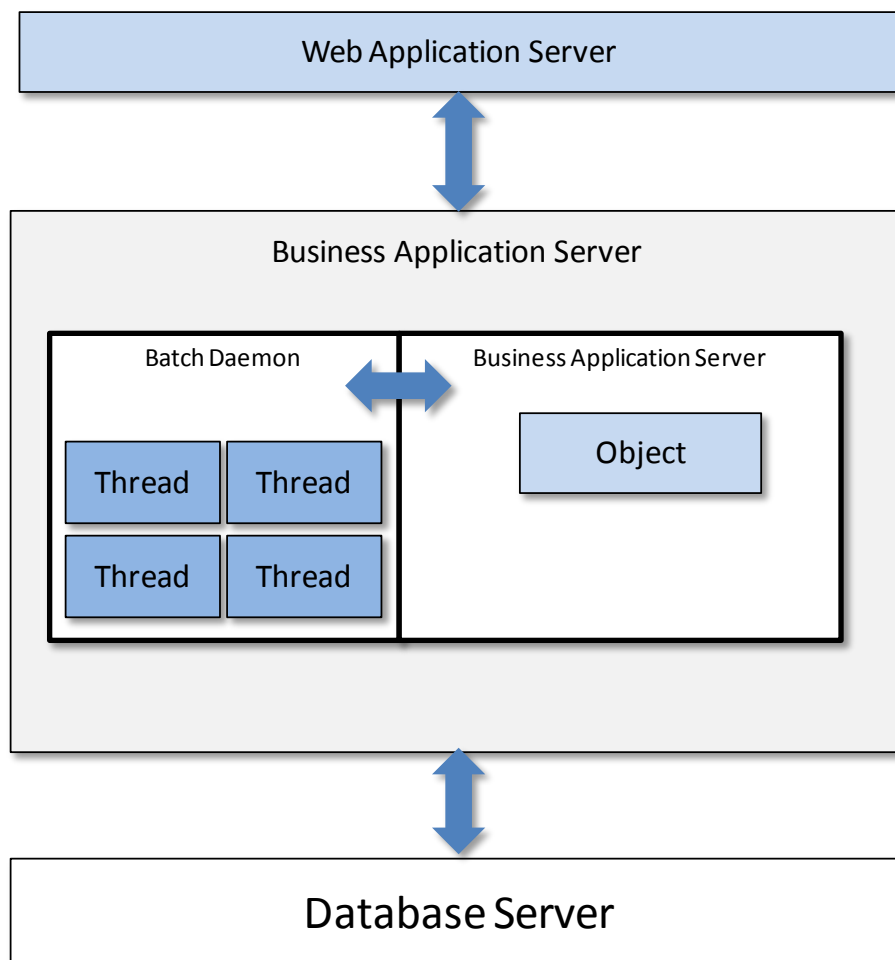 Web Application Server
Business Application Server
Batch Daemon
Business Application Server
Object
Thread
Thread
Thread
Thread
Database Server